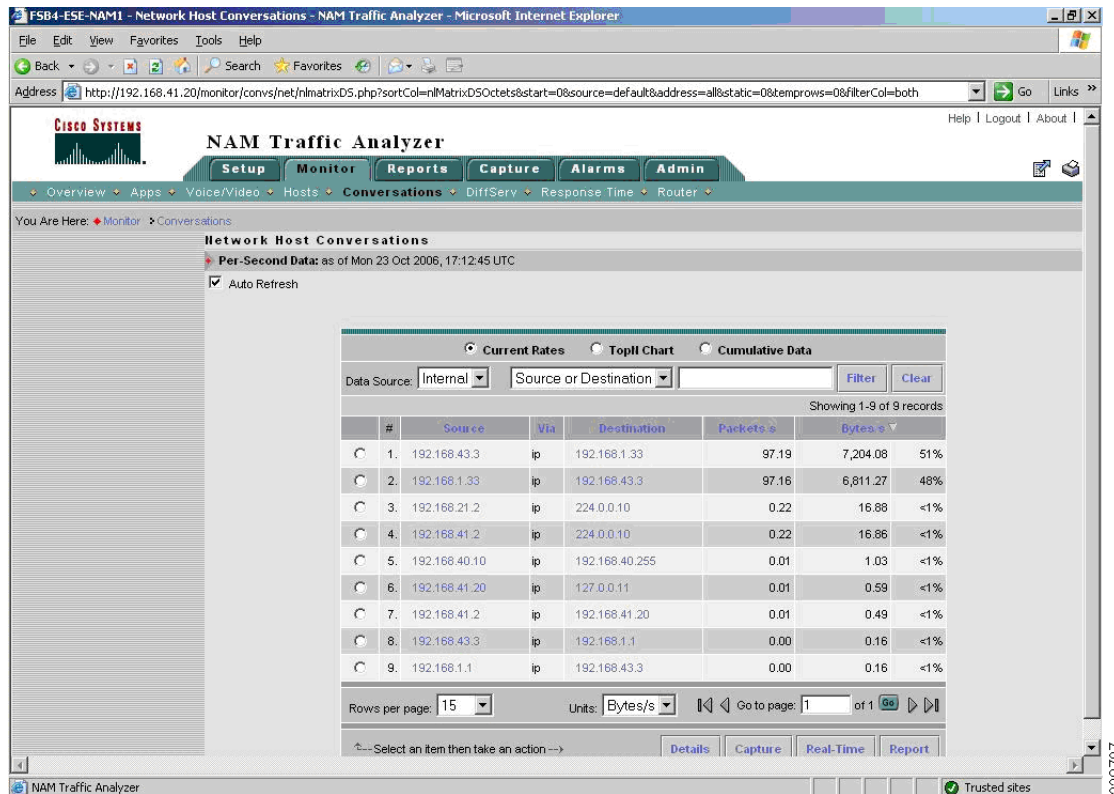 FSB4-ESE-NAM1 - Network Host Conversations - NAM Traffic Analyzer - Microsoft Internet Explorer
File Edit View Favorites Tools Help
Back Search Favorites
Address http://192.168.41.20/monitor/convs/net/nlmatrixDS.php?sortCol=nlMatrixDSOctets&start=0&source=default&address=all&static=0&temprows=0&filterCol=both Go Links »
Help | Logout | About |
CISCO SYSTEMS
NAM Traffic Analyzer
Setup Monitor Reports Capture Alarms Admin
Overview Apps Voice/Video Hosts Conversations DiffServ Response Time Router
You Are Here: Monitor > Conversations
Network Host Conversations
Per-Second Data: as of Mon 23 Oct 2006, 17:12:45 UTC
Auto Refresh
Current Rates TopN Chart Cumulative Data
Data Source: Internal Source or Destination Filter Clear
Showing 1-9 of 9 records
# Source Via Destination Packets/s Bytes/s
1. 192.168.43.3 ip 192.168.1.33 97.19 7,204.08 51%
2. 192.168.1.33 ip 192.168.43.3 97.16 6,811.27 48%
3. 192.168.21.2 ip 224.0.0.10 0.22 16.88 <1%
4. 192.168.41.2 ip 224.0.0.10 0.22 16.86 <1%
5. 192.168.40.10 ip 192.168.40.255 0.01 1.03 <1%
6. 192.168.41.20 ip 127.0.0.11 0.01 0.59 <1%
7. 192.168.41.2 ip 192.168.41.20 0.01 0.49 <1%
8. 192.168.43.3 ip 192.168.1.1 0.00 0.16 <1%
9. 192.168.1.1 ip 192.168.43.3 0.00 0.16 <1%
Rows per page: 15 Units: Bytes/s Go to page: 1 of 1 Go
Select an item then take an action --> Details Capture Real-Time Report
NAM Traffic Analyzer Trusted sites